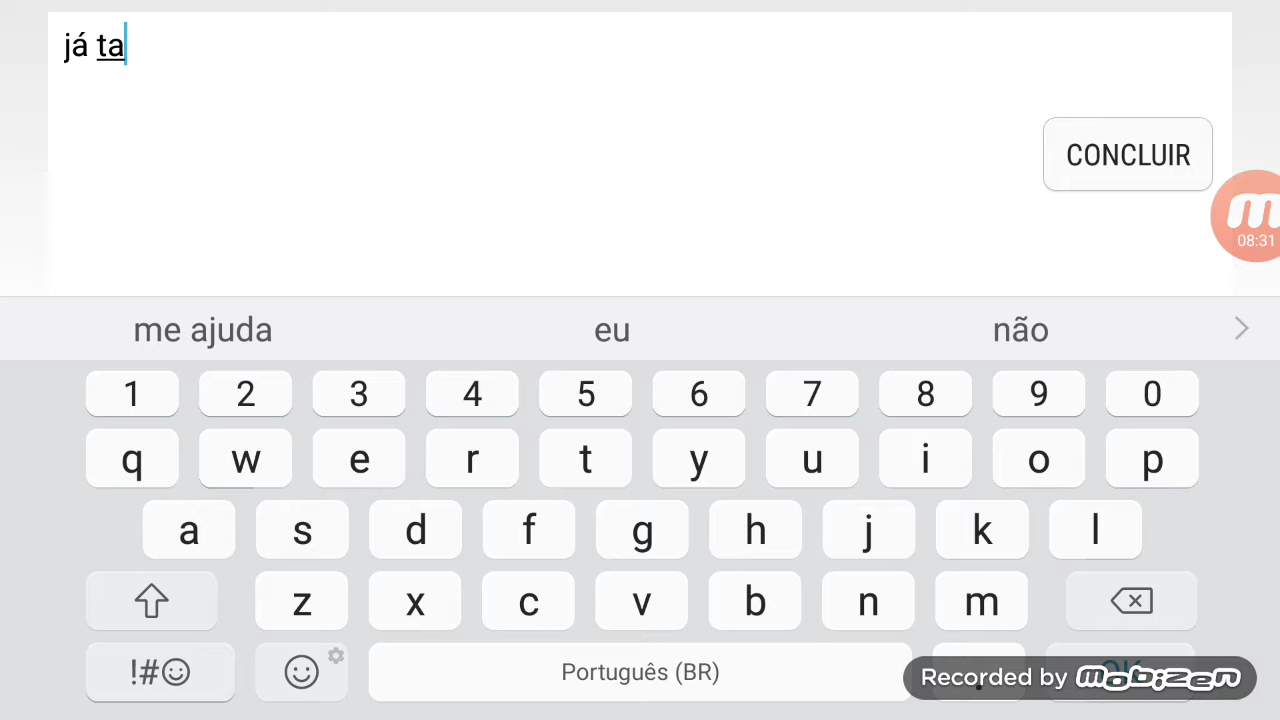 já ta
CONCLUIR
m
08:31
me ajuda eu não
1 2 3 4 5 6 7 8 9 0
q w e r t y u i o p
a s d f g h j k l
z x c v b n m
!#☺ Português (BR) . OK
Recorded by mobizen